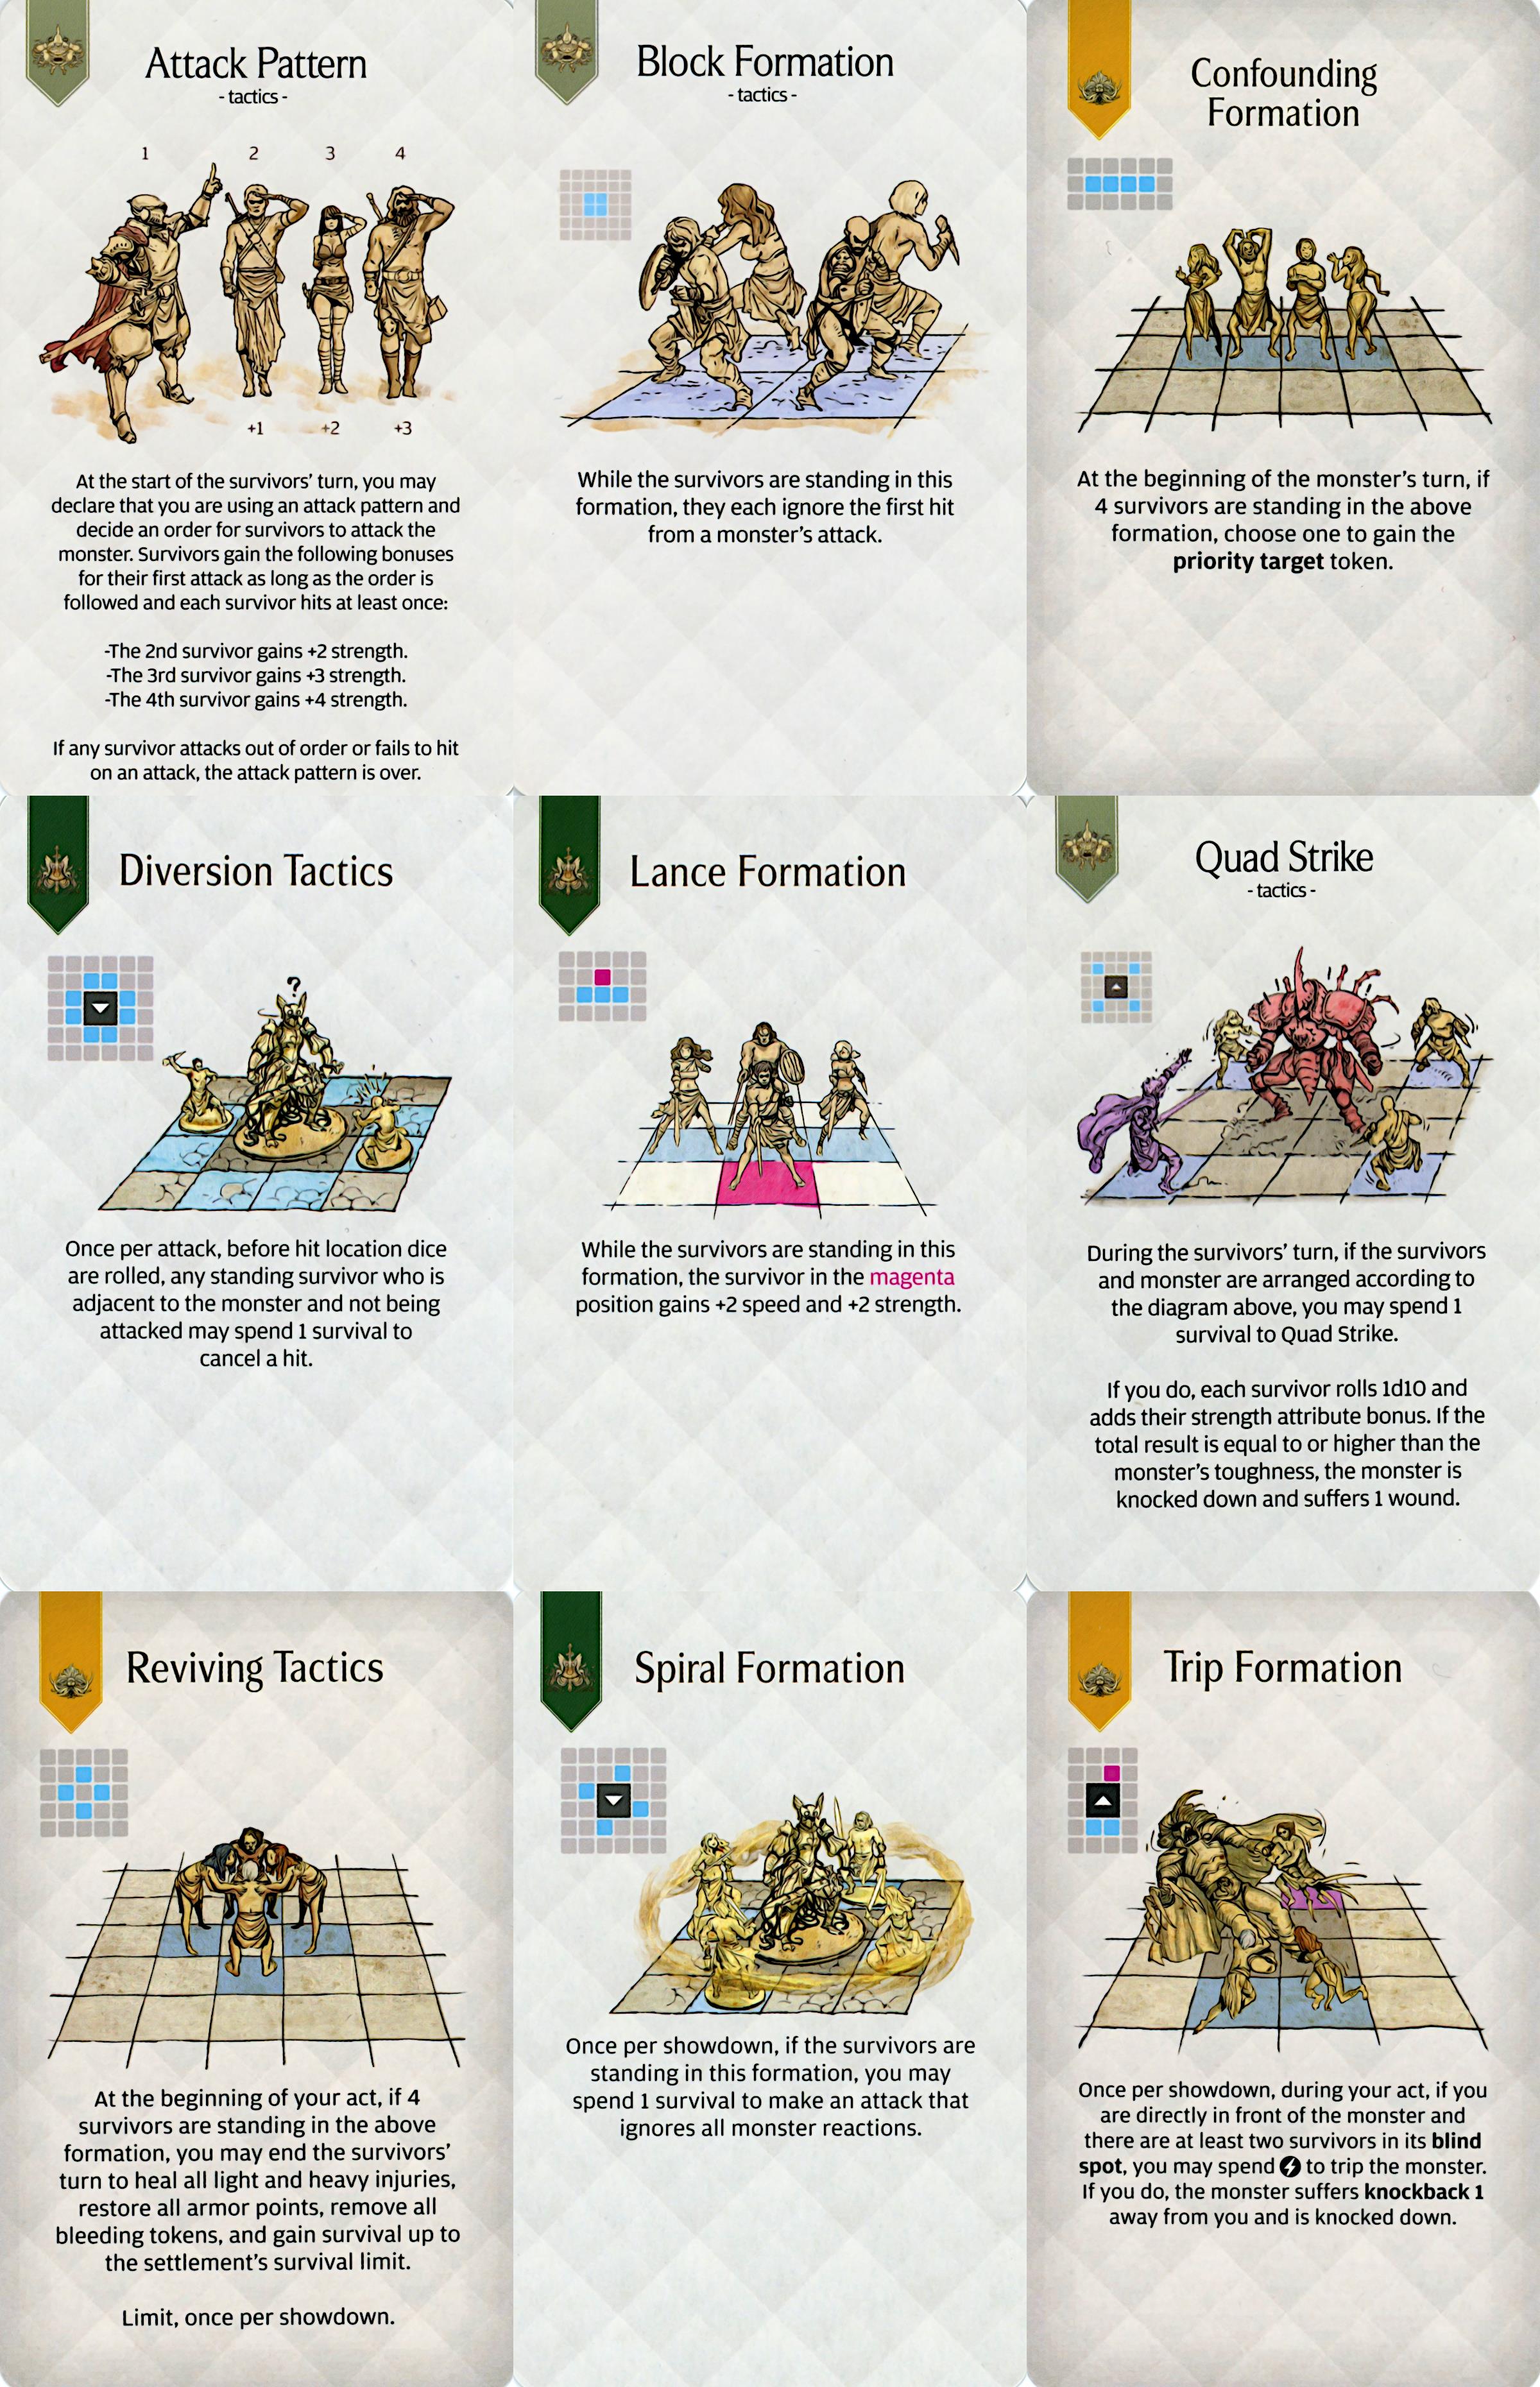 Attack Pattern
- tactics -
1 2 3 4
+1 +2 +3
At the start of the survivors' turn, you may
declare that you are using an attack pattern and
decide an order for survivors to attack the
monster. Survivors gain the following bonuses
for their first attack as long as the order is
followed and each survivor hits at least once:
-The 2nd survivor gains +2 strength.
-The 3rd survivor gains +3 strength.
-The 4th survivor gains +4 strength.
If any survivor attacks out of order or fails to hit
on an attack, the attack pattern is over.
Block Formation
- tactics -
While the survivors are standing in this
formation, they each ignore the first hit
from a monster's attack.
Confounding
Formation
At the beginning of the monster's turn, if
4 survivors are standing in the above
formation, choose one to gain the
priority target token.
Diversion Tactics
?
Once per attack, before hit location dice
are rolled, any standing survivor who is
adjacent to the monster and not being
attacked may spend 1 survival to
cancel a hit.
Lance Formation
While the survivors are standing in this
formation, the survivor in the magenta
position gains +2 speed and +2 strength.
Quad Strike
- tactics -
During the survivors' turn, if the survivors
and monster are arranged according to
the diagram above, you may spend 1
survival to Quad Strike.
If you do, each survivor rolls 1d10 and
adds their strength attribute bonus. If the
total result is equal to or higher than the
monster's toughness, the monster is
knocked down and suffers 1 wound.
Reviving Tactics
At the beginning of your act, if 4
survivors are standing in the above
formation, you may end the survivors'
turn to heal all light and heavy injuries,
restore all armor points, remove all
bleeding tokens, and gain survival up to
the settlement's survival limit.
Limit, once per showdown.
Spiral Formation
Once per showdown, if the survivors are
standing in this formation, you may
spend 1 survival to make an attack that
ignores all monster reactions.
Trip Formation
Once per showdown, during your act, if you
are directly in front of the monster and
there are at least two survivors in its blind
spot, you may spend to trip the monster.
If you do, the monster suffers knockback 1
away from you and is knocked down.